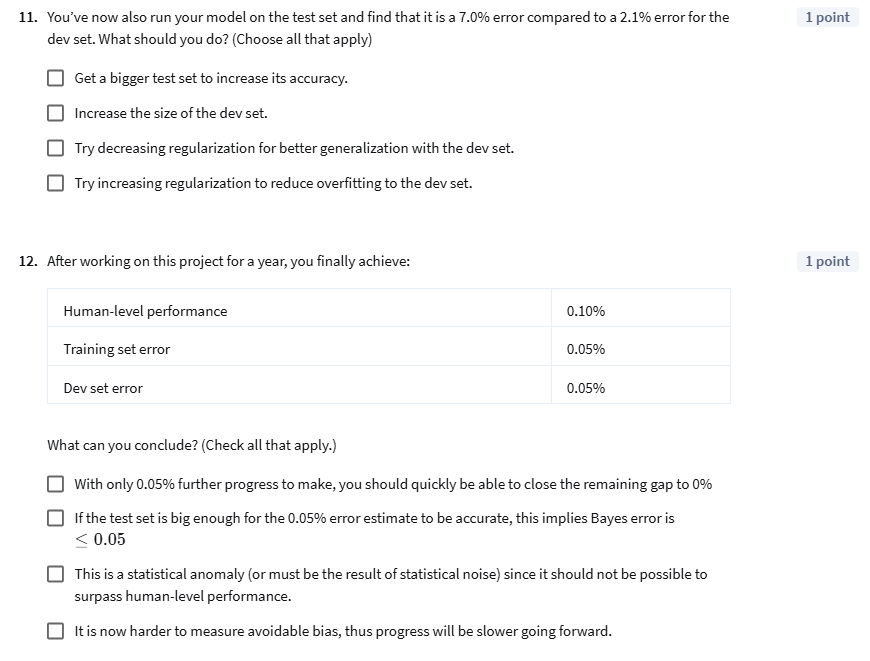 11. You’ve now also run your model on the test set and find that it is a 7.0% error compared to a 2.1% error for the 1 point
dev set. What should you do? (Choose all that apply)
Get a bigger test set to increase its accuracy.
Increase the size of the dev set.
Try decreasing regularization for better generalization with the dev set.
Try increasing regularization to reduce overfitting to the dev set.
12. After working on this project for a year, you finally achieve: 1 point
Human-level performance 0.10%
Training set error 0.05%
Dev set error 0.05%
What can you conclude? (Check all that apply.)
With only 0.05% further progress to make, you should quickly be able to close the remaining gap to 0%
If the test set is big enough for the 0.05% error estimate to be accurate, this implies Bayes error is
≤ 0.05
This is a statistical anomaly (or must be the result of statistical noise) since it should not be possible to
surpass human-level performance.
It is now harder to measure avoidable bias, thus progress will be slower going forward.